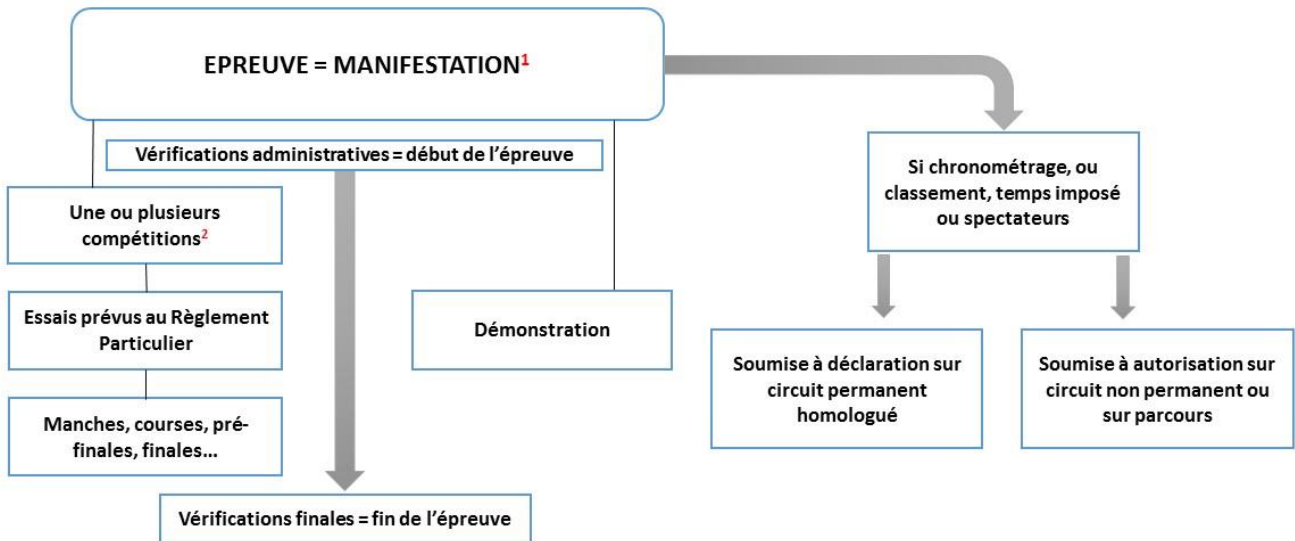 EPREUVE = MANIFESTATION¹
Vérifications administratives = début de l'épreuve
Une ou plusieurs
compétitions²
Essais prévus au Règlement
Particulier
Manches, courses, pré-
finales, finales...
Démonstration
Vérifications finales = fin de l'épreuve
Si chronométrage, ou
classement, temps imposé
ou spectateurs
Soumise à déclaration sur
circuit permanent
homologué
Soumise à autorisation sur
circuit non permanent ou
sur parcours